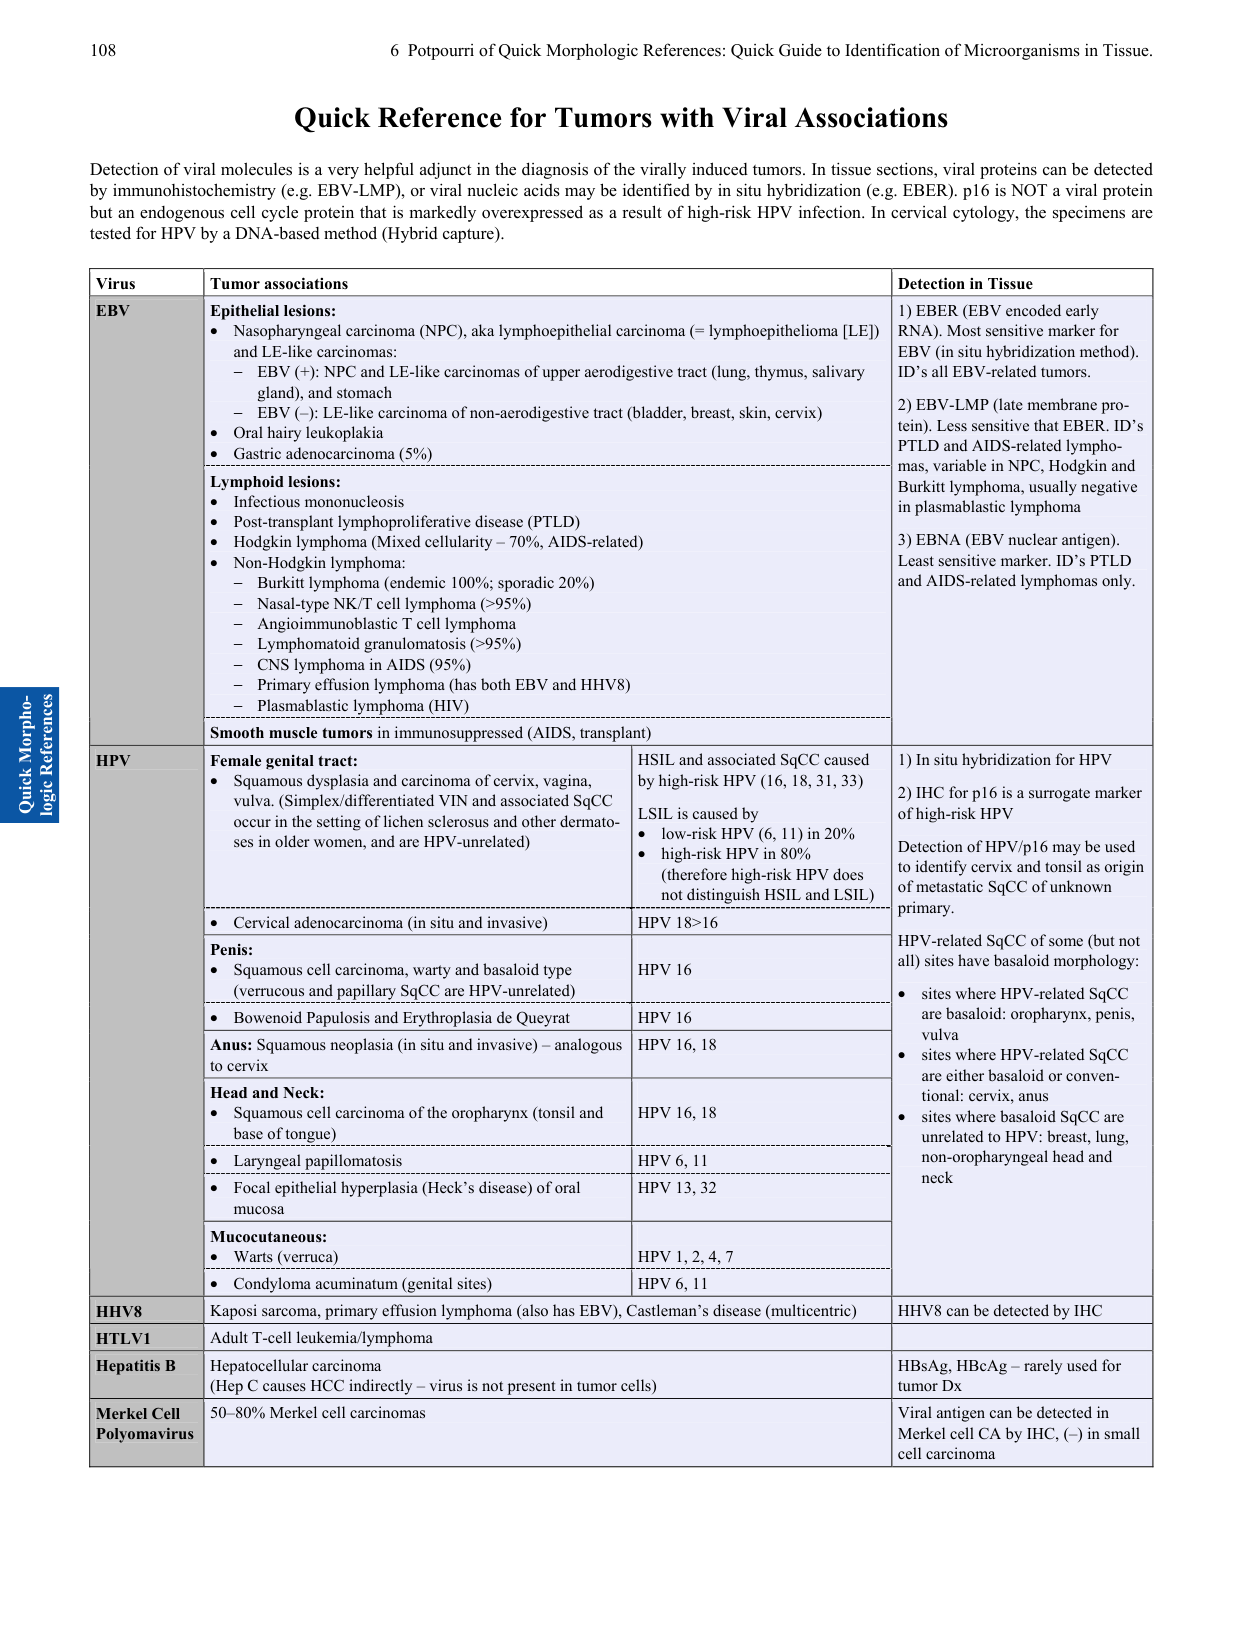 108
6 Potpourri of Quick Morphologic References: Quick Guide to Identification of Microorganisms in Tissue.
Quick Reference for Tumors with Viral Associations
Detection of viral molecules is a very helpful adjunct in the diagnosis of the virally induced tumors. In tissue sections, viral proteins can be detected
by immunohistochemistry (e.g. EBV-LMP), or viral nucleic acids may be identified by in situ hybridization (e.g. EBER). p16 is NOT a viral protein
but an endogenous cell cycle protein that is markedly overexpressed as a result of high-risk HPV infection. In cervical cytology, the specimens are
tested for HPV by a DNA-based method (Hybrid capture).
Virus
Tumor associations
Detection in Tissue
EBV
Epithelial lesions:
• Nasopharyngeal carcinoma (NPC), aka lymphoepithelial carcinoma (= lymphoepithelioma [LE])
and LE-like carcinomas:
– EBV (+): NPC and LE-like carcinomas of upper aerodigestive tract (lung, thymus, salivary
gland), and stomach
– EBV (–): LE-like carcinoma of non-aerodigestive tract (bladder, breast, skin, cervix)
• Oral hairy leukoplakia
• Gastric adenocarcinoma (5%)
Lymphoid lesions:
• Infectious mononucleosis
• Post-transplant lymphoproliferative disease (PTLD)
• Hodgkin lymphoma (Mixed cellularity – 70%, AIDS-related)
• Non-Hodgkin lymphoma:
– Burkitt lymphoma (endemic 100%; sporadic 20%)
– Nasal-type NK/T cell lymphoma (>95%)
– Angioimmunoblastic T cell lymphoma
– Lymphomatoid granulomatosis (>95%)
– CNS lymphoma in AIDS (95%)
– Primary effusion lymphoma (has both EBV and HHV8)
– Plasmablastic lymphoma (HIV)
Smooth muscle tumors in immunosuppressed (AIDS, transplant)
1) EBER (EBV encoded early
RNA). Most sensitive marker for
EBV (in situ hybridization method).
ID’s all EBV-related tumors.
2) EBV-LMP (late membrane pro-
tein). Less sensitive that EBER. ID’s
PTLD and AIDS-related lympho-
mas, variable in NPC, Hodgkin and
Burkitt lymphoma, usually negative
in plasmablastic lymphoma
3) EBNA (EBV nuclear antigen).
Least sensitive marker. ID’s PTLD
and AIDS-related lymphomas only.
Quick Morpho-
logic References
HPV
Female genital tract:
• Squamous dysplasia and carcinoma of cervix, vagina,
vulva. (Simplex/differentiated VIN and associated SqCC
occur in the setting of lichen sclerosus and other dermato-
ses in older women, and are HPV-unrelated)
HSIL and associated SqCC caused
by high-risk HPV (16, 18, 31, 33)
LSIL is caused by
• low-risk HPV (6, 11) in 20%
• high-risk HPV in 80%
(therefore high-risk HPV does
not distinguish HSIL and LSIL)
• Cervical adenocarcinoma (in situ and invasive)
HPV 18>16
Penis:
• Squamous cell carcinoma, warty and basaloid type
(verrucous and papillary SqCC are HPV-unrelated)
HPV 16
• Bowenoid Papulosis and Erythroplasia de Queyrat
HPV 16
Anus: Squamous neoplasia (in situ and invasive) – analogous
to cervix
HPV 16, 18
Head and Neck:
• Squamous cell carcinoma of the oropharynx (tonsil and
base of tongue)
HPV 16, 18
• Laryngeal papillomatosis
HPV 6, 11
• Focal epithelial hyperplasia (Heck’s disease) of oral
mucosa
HPV 13, 32
Mucocutaneous:
• Warts (verruca)
HPV 1, 2, 4, 7
• Condyloma acuminatum (genital sites)
HPV 6, 11
1) In situ hybridization for HPV
2) IHC for p16 is a surrogate marker
of high-risk HPV
Detection of HPV/p16 may be used
to identify cervix and tonsil as origin
of metastatic SqCC of unknown
primary.
HPV-related SqCC of some (but not
all) sites have basaloid morphology:
• sites where HPV-related SqCC
are basaloid: oropharynx, penis,
vulva
• sites where HPV-related SqCC
are either basaloid or conven-
tional: cervix, anus
• sites where basaloid SqCC are
unrelated to HPV: breast, lung,
non-oropharyngeal head and
neck
HHV8
Kaposi sarcoma, primary effusion lymphoma (also has EBV), Castleman’s disease (multicentric)
HHV8 can be detected by IHC
HTLV1
Adult T-cell leukemia/lymphoma
Hepatitis B
Hepatocellular carcinoma
(Hep C causes HCC indirectly – virus is not present in tumor cells)
HBsAg, HBcAg – rarely used for
tumor Dx
Merkel Cell
Polyomavirus
50–80% Merkel cell carcinomas
Viral antigen can be detected in
Merkel cell CA by IHC, (–) in small
cell carcinoma